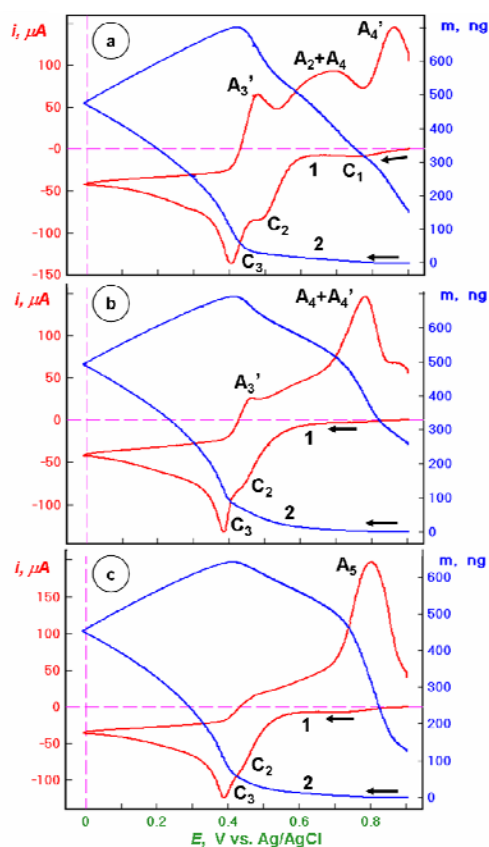 i, µA
a
A4'
m, ng
100
50
-0
-50
-100
-150
A3'
A2+A4
1
C1
C2
C3
2
600
500
400
300
200
100
0
i, µA
b
A4+A4'
m, ng
100
50
0
-50
-100
A3'
1
C2
C3
2
600
500
400
300
200
100
0
i, µA
c
A5
m, ng
150
100
50
0
-50
-100
1
C2
C3
2
600
500
400
300
200
100
0
0 0.2 0.4 0.6 0.8
E, V vs. Ag/AgCl